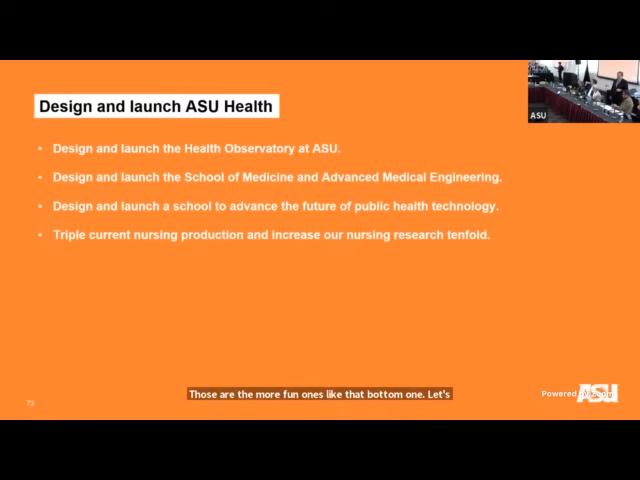 Design and launch ASU Health
ASU
• Design and launch the Health Observatory at ASU.
• Design and launch the School of Medicine and Advanced Medical Engineering.
• Design and launch a school to advance the future of public health technology.
• Triple current nursing production and increase our nursing research tenfold.
Those are the more fun ones like that bottom one. Let's
Powered by Zoom
ASU
73